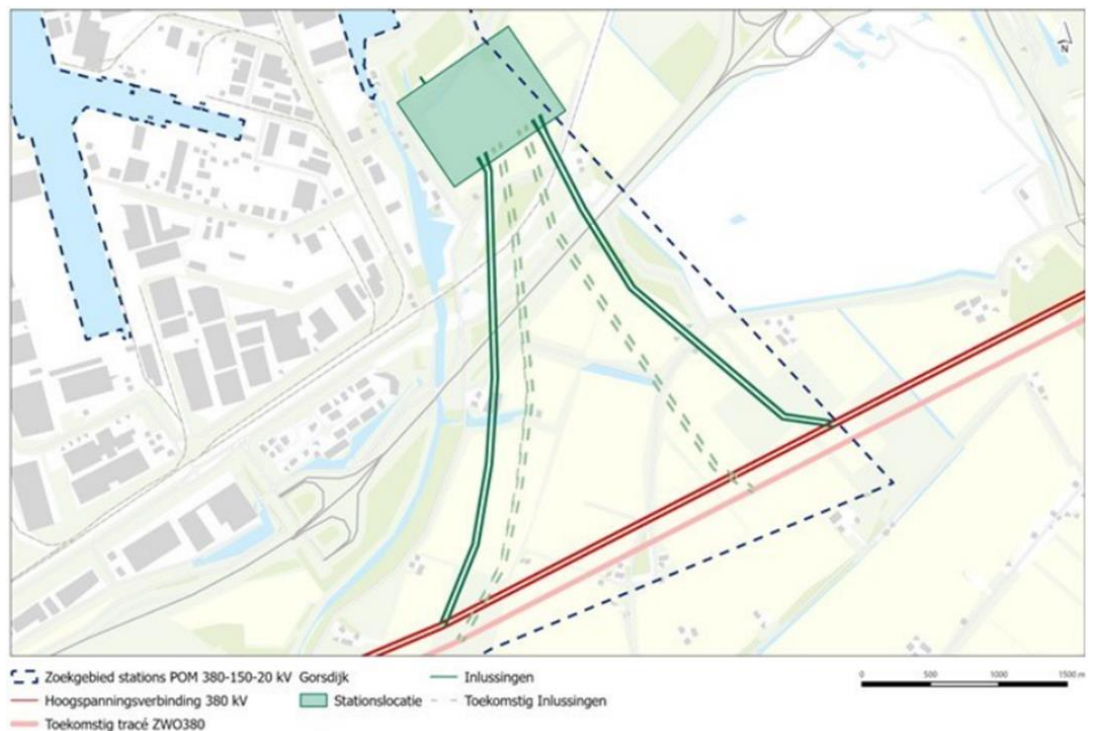 N
Zoekgebied stations POM 380-150-20 kV Gorsdijk Inlussingen 0 500 1000 1500 m
Hoogspanningsverbinding 380 kV Stationslocatie Toekomstig Inlussingen
Toekomstig tracé ZWO380